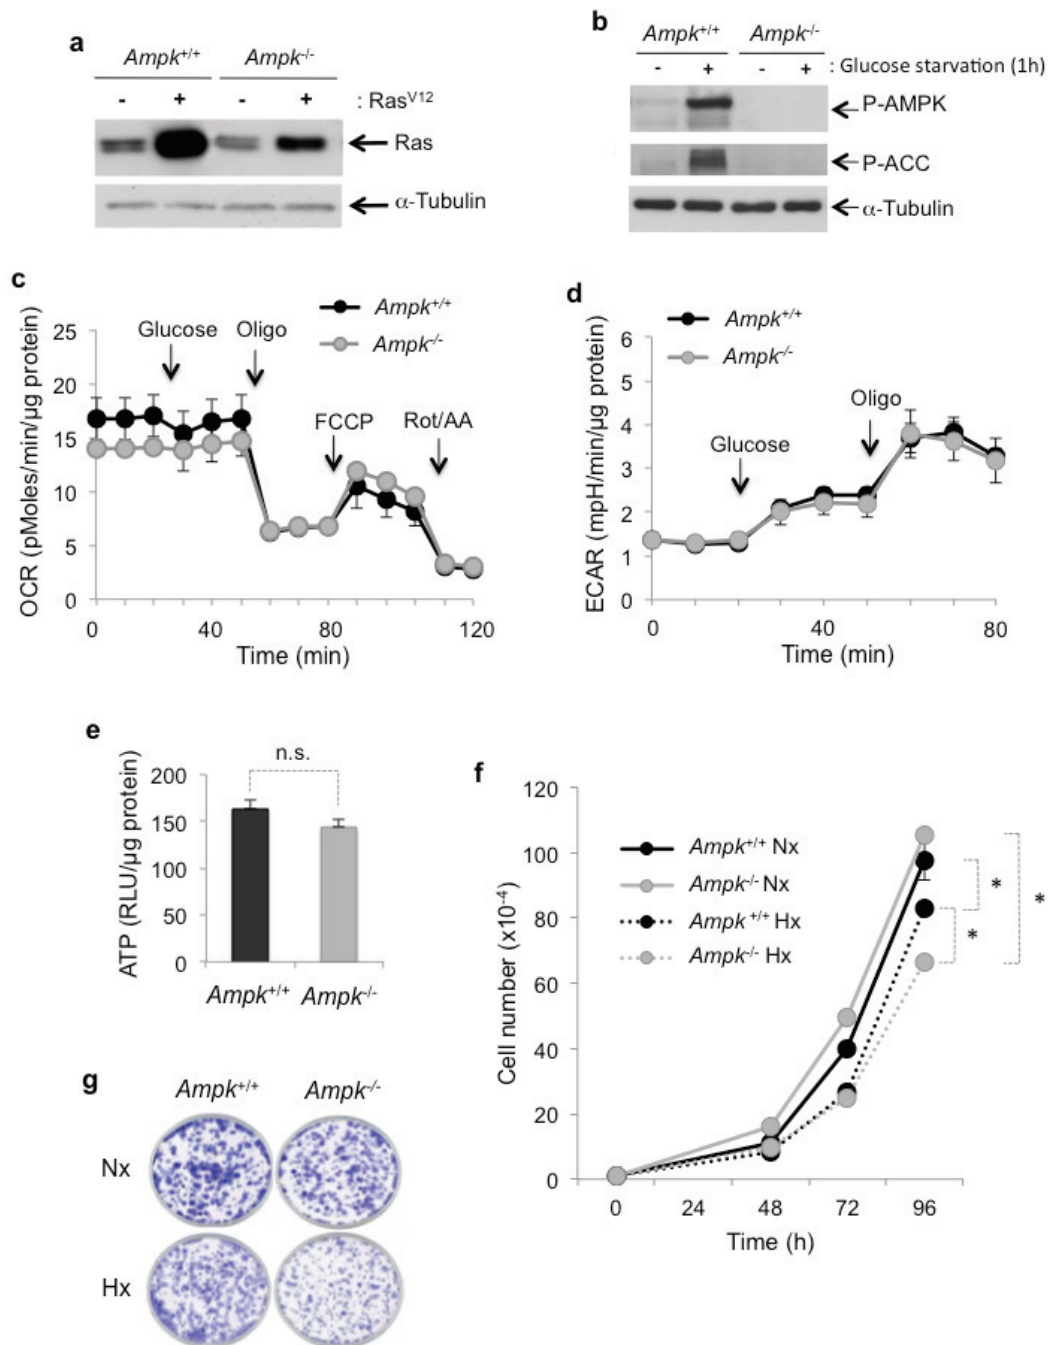 a
Ampk+/+ Ampk-/-
- + - + : RasV12
Ras
α-Tubulin
b
Ampk+/+ Ampk-/-
- + - + : Glucose starvation (1h)
P-AMPK
P-ACC
α-Tubulin
c
Ampk+/+
Ampk-/-
Glucose Oligo
FCCP Rot/AA
OCR (pMoles/min/µg protein)
25
20
15
10
5
0
0 40 80 120
Time (min)
d
Ampk+/+
Ampk-/-
Glucose
Oligo
ECAR (mpH/min/µg protein)
6
5
4
3
2
1
0
0 40 80
Time (min)
e
n.s.
ATP (RLU/µg protein)
200
150
100
50
0
Ampk+/+ Ampk-/-
f
Ampk+/+ Nx
Ampk-/- Nx
Ampk +/+ Hx
Ampk-/- Hx
Cell number (x10-4)
120
100
80
60
40
20
0
* * *
0 24 48 72 96
Time (h)
g
Ampk+/+ Ampk-/-
Nx
Hx